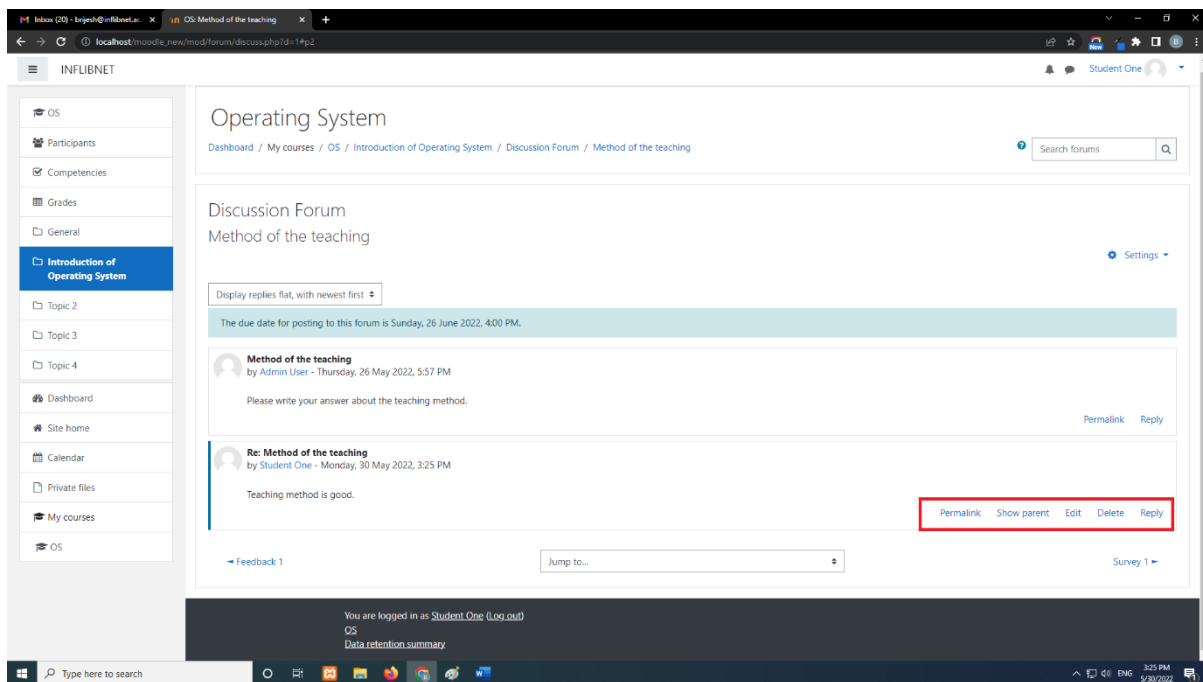 Inbox (20) - brijesh@inflibnet.ac. X OS: Method of the teaching X +
localhost/moodle_new/mod/forum/discuss.php?d=1#p2
New
B
INFLIBNET
Student One
OS
Participants
Competencies
Grades
General
Introduction of
Operating System
Topic 2
Topic 3
Topic 4
Dashboard
Site home
Calendar
Private files
My courses
OS
Operating System
Dashboard / My courses / OS / Introduction of Operating System / Discussion Forum / Method of the teaching
Search forums
Discussion Forum
Method of the teaching
Settings
Display replies flat, with newest first
The due date for posting to this forum is Sunday, 26 June 2022, 4:00 PM.
Method of the teaching
by Admin User - Thursday, 26 May 2022, 5:57 PM
Please write your answer about the teaching method.
Permalink Reply
Re: Method of the teaching
by Student One - Monday, 30 May 2022, 3:25 PM
Teaching method is good.
Permalink Show parent Edit Delete Reply
◄ Feedback 1
Jump to...
Survey 1 ►
You are logged in as Student One (Log out)
OS
Data retention summary
Type here to search
ENG
3:25 PM
5/30/2022